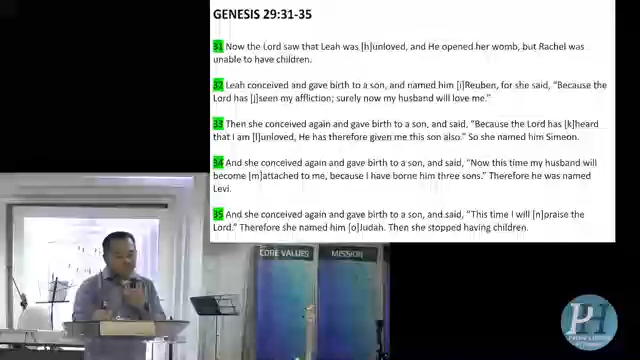 GENESIS 29:31-35
31 Now the Lord saw that Leah was [h]unloved, and He opened her womb, but Rachel was
unable to have children.
32 Leah conceived and gave birth to a son, and named him [i]Reuben, for she said, "Because the
Lord has [j]seen my affliction; surely now my husband will love me."
33 Then she conceived again and gave birth to a son, and said, "Because the Lord has [k]heard
that I am [l]unloved, He has therefore given me this son also." So she named him Simeon.
34 And she conceived again and gave birth to a son, and said, "Now this time my husband will
become [m]attached to me, because I have borne him three sons." Therefore he was named
Levi.
35 And she conceived again and gave birth to a son, and said, "This time I will [n]praise the
Lord." Therefore she named him [o]Judah. Then she stopped having children.
CORE VALUES
MISSION
PH